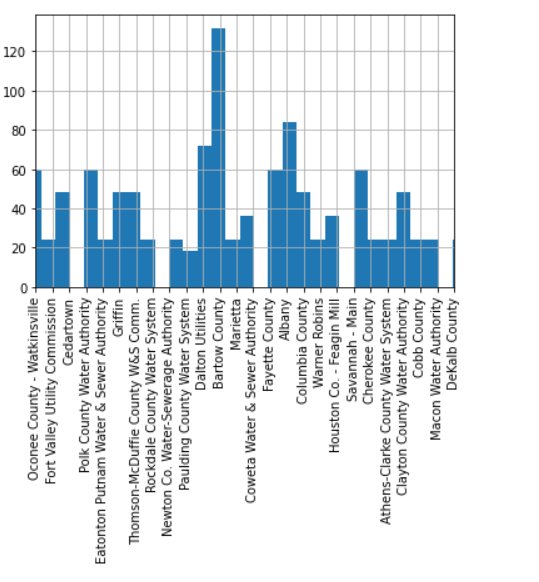 120
100
80
60
40
20
0
Oconee County - Watkinsville
Fort Valley Utility Commission
Cedartown
Polk County Water Authority
Eatonton Putnam Water & Sewer Authority
Griffin
Thomson-McDuffie County W&S Comm.
Rockdale County Water System
Newton Co. Water-Sewerage Authority
Paulding County Water System
Dalton Utilities
Bartow County
Marietta
Coweta Water & Sewer Authority
Fayette County
Albany
Columbia County
Warner Robins
Houston Co. - Feagin Mill
Savannah - Main
Cherokee County
Athens-Clarke County Water System
Clayton County Water Authority
Cobb County
Macon Water Authority
DeKalb County